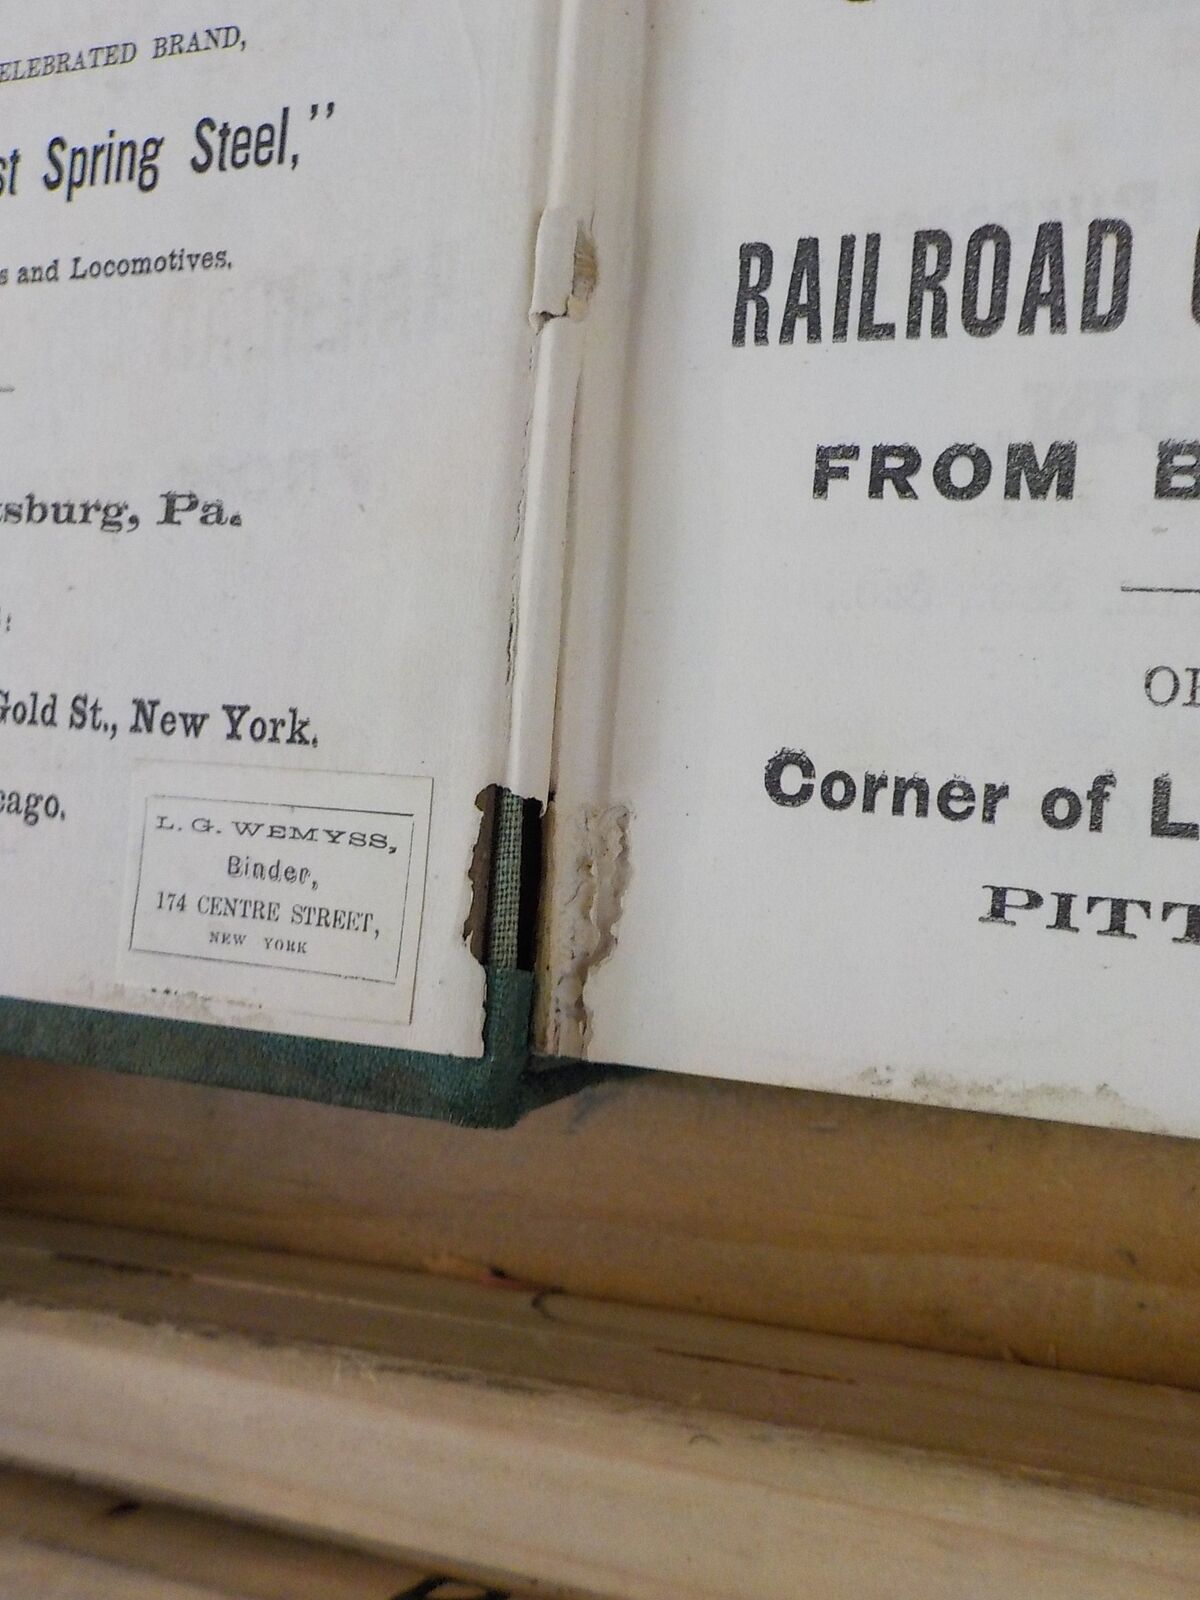 ELEBRATED BRAND,
st Spring Steel,"
s and Locomotives.
tsburg, Pa.
Gold St., New York.
cago.
L. G. WEMYSS,
Binder,
174 CENTRE STREET,
NEW YORK
RAILROAD
FROM B
Corner of L
PITT